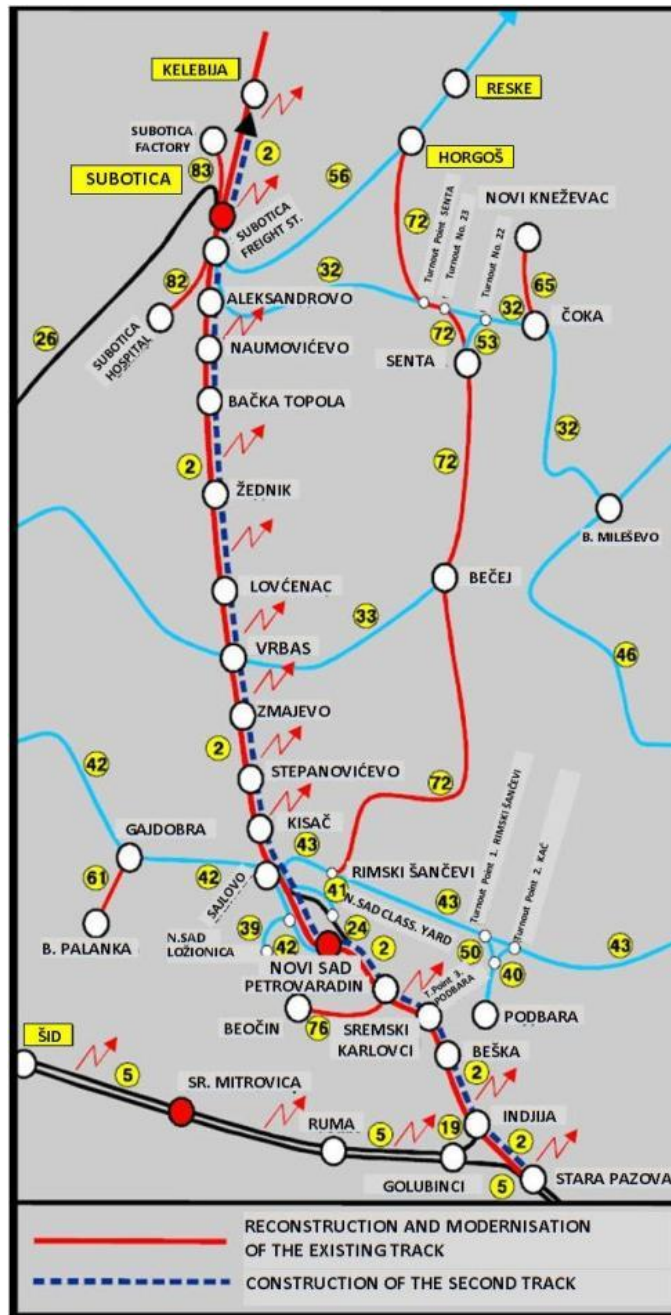 KELEBIJA
RESKE
SUBOTICA
FACTORY
2
83
HORGOŠ
SUBOTICA
56
NOVI KNEŽEVAC
SUBOTICA
FREIGHT ST.
72
Turnout Point SENTA
Turnout No. 23
Turnout No. 22
32
65
82
32
ALEKSANDROVO
ČOKA
SUBOTICA
HOSPITAL
26
72
53
NAUMOVIĆEVO
SENTA
BAČKA TOPOLA
32
2
72
ŽEDNIK
B. MILEŠEVO
BEČEJ
LOVĆENAC
33
VRBAS
46
ZMAJEVO
2
42
STEPANOVIĆEVO
72
KISAČ
43
GAJDOBRA
RIMSKI ŠANČEVI
Turnout Point 1. RIMSKI ŠANČEVI
Turnout Point 2. KAĆ
61
42
SAJLOVO
41
N.SAD CLASS. YARD
43
B. PALANKA
39
24
N.SAD
LOŽIONICA
42
2
50
43
40
NOVI SAD
PETROVARADIN
T.Point 3.
PODBARA
BEOČIN
76
SREMSKI
KARLOVCI
PODBARA
ŠID
BEŠKA
5
2
SR. MITROVICA
INDJIJA
RUMA
5
19
2
GOLUBINCI
5
STARA PAZOVA
RECONSTRUCTION AND MODERNISATION
OF THE EXISTING TRACK
CONSTRUCTION OF THE SECOND TRACK